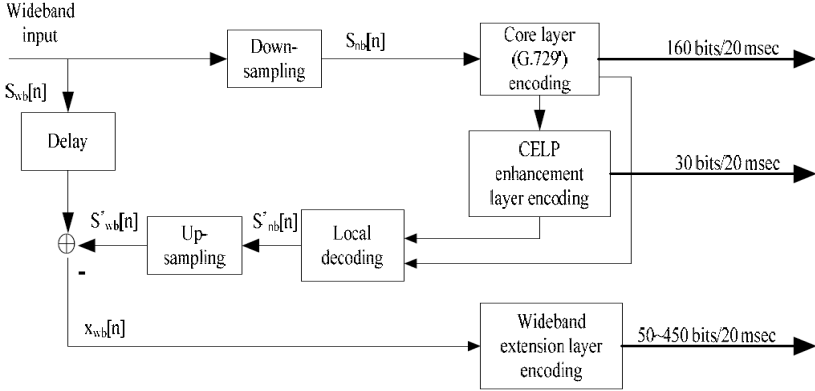 Wideband
input
Down-
sampling
Snb[n]
Core layer
(G.729')
encoding
160 bits/20 msec
Swb[n]
Delay
CELP
enhancement
layer encoding
30 bits/20 msec
S'wb[n]
Up-
sampling
S'nb[n]
Local
decoding
-
xwb[n]
Wideband
extension layer
encoding
50~450 bits/20 msec